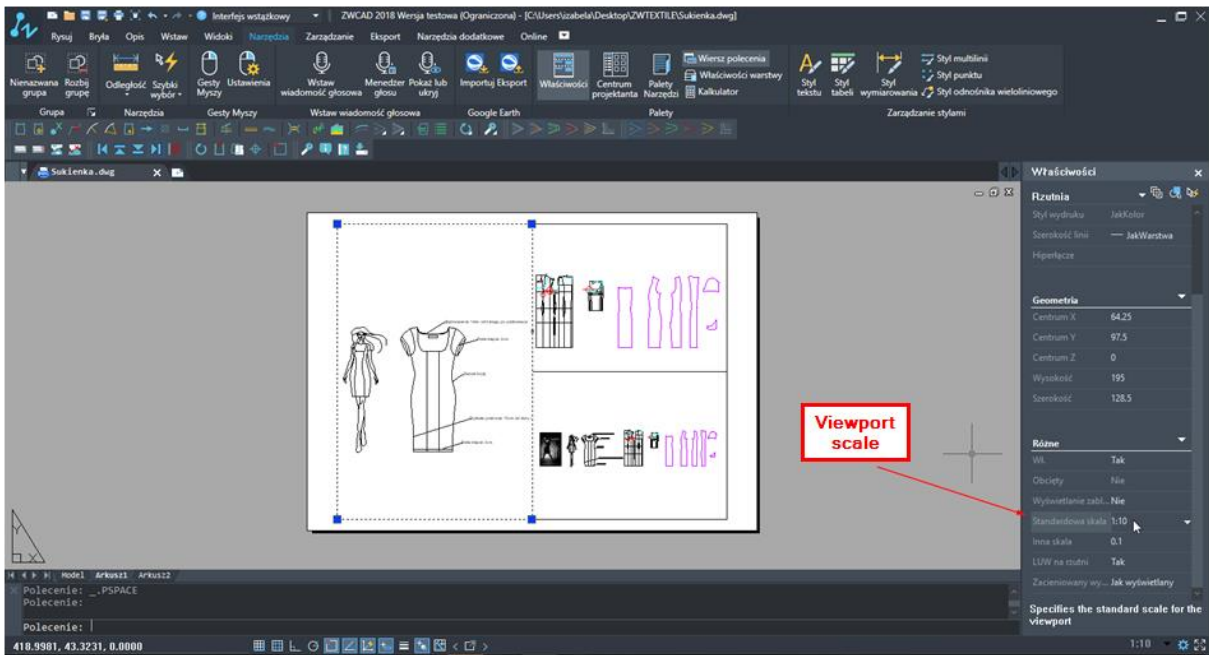 Interfejs wstążkowy
ZWCAD 2018 Wersja testowa (Ograniczona) - [C:\Users\izabela\Desktop\ZWTEXTILE\Sukienka.dwg]
Rysuj Bryła Opis Wstaw Widoki Narzędzia Zarządzanie Eksport Narzędzia dodatkowe Online
Nienazwana grupa
Rozbij grupę
Odległość
Szybki wybór
Gesty Myszy
Ustawienia
Wstaw wiadomość głosowa
Menedżer głosu
Pokaż lub ukryj
Importuj
Eksport
Właściwości
Centrum projektanta
Palety Narzędzi
Wiersz polecenia
Właściwości warstwy
Kalkulator
Styl tekstu
Styl tabeli
Styl wymiarowania
Styl multilinii
Styl punktu
Styl odnośnika wieloliniowego
Grupa Narzędzia Gesty Myszy Wstaw wiadomość głosowa Google Earth Palety Zarządzanie stylami
Sukienka.dwg
Właściwości
Rzutnia
Styl wydruku JakKolor
Szerokość linii JakWarstwa
Hiperłącze
Geometria
Centrum X 64.25
Centrum Y 97.5
Centrum Z 0
Wysokość 195
Szerokość 128.5
Różne
Wł. Tak
Obcięty Nie
Wyświetlanie zabl... Nie
Standardowa skala 1:10
Inna skala 0.1
LUW na rzutni Tak
Zacieniowany wy... Jak wyświetlany
Specifies the standard scale for the
viewport
Viewport
scale
Y
X
Model Arkusz1 Arkusz2
Polecenie: _.PSPACE
Polecenie:
Polecenie:
418.9981, 43.3231, 0.0000
1:10